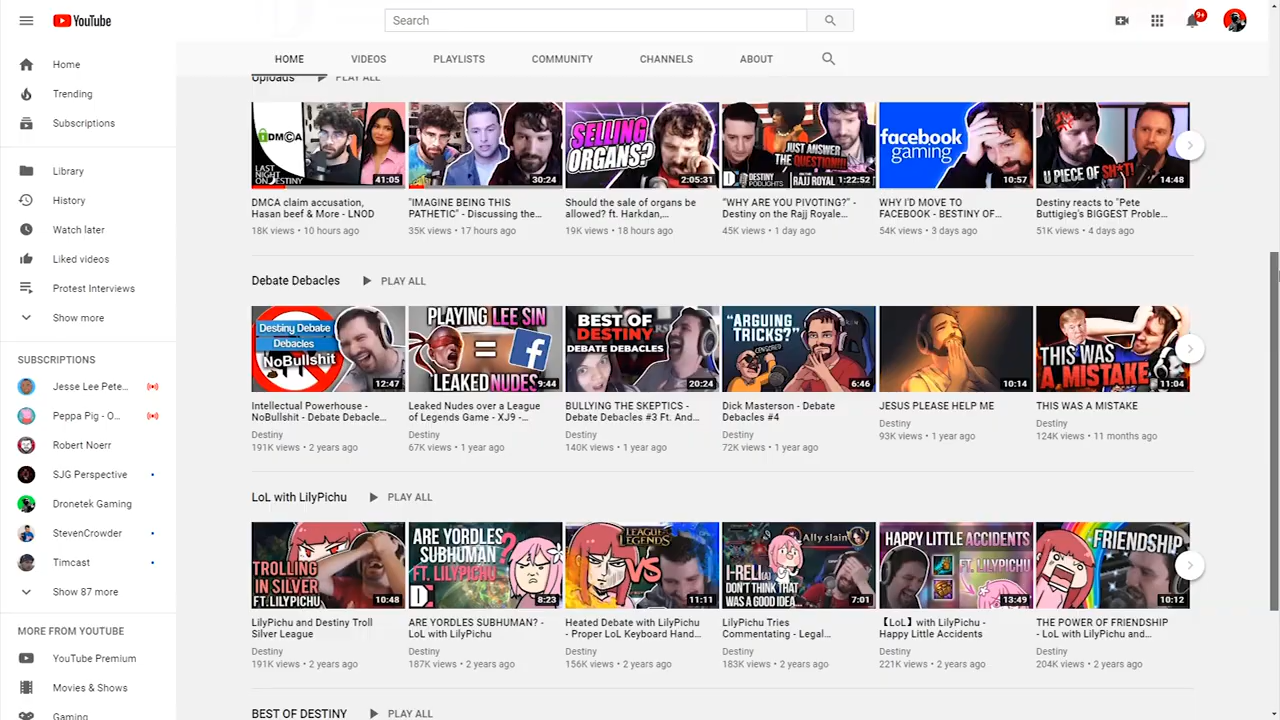 YouTube
Search
9+
HOME
VIDEOS
PLAYLISTS
COMMUNITY
CHANNELS
ABOUT
Home
Trending
Subscriptions
Library
History
Watch later
Liked videos
Protest Interviews
Show more
SUBSCRIPTIONS
Jesse Lee Pete...
Peppa Pig - O...
Robert Noerr
SJG Perspective
Dronetek Gaming
StevenCrowder
Timcast
Show 87 more
MORE FROM YOUTUBE
YouTube Premium
Movies & Shows
Gaming
Uploads
PLAY ALL
DMCA
LAST
NIGHT ON
DESTINY
41:05
30:24
SELLING
ORGANS?
2:05:31
JUST ANSWER
THE QUESTION!!!
DESTINY
PODLIGHTS
RAJJ ROYAL
1:22:52
facebook
gaming
10:57
U PIECE OF SH*T!
14:48
DMCA claim accusation,
Hasan beef & More - LNOD
18K views • 10 hours ago
"IMAGINE BEING THIS
PATHETIC" - Discussing the...
35K views • 17 hours ago
Should the sale of organs be
allowed? ft. Harkdan,...
19K views • 18 hours ago
"WHY ARE YOU PIVOTING?" -
Destiny on the Rajj Royale...
45K views • 1 day ago
WHY I'D MOVE TO
FACEBOOK - BESTINY OF...
54K views • 3 days ago
Destiny reacts to "Pete
Buttigieg's BIGGEST Proble...
51K views • 4 days ago
Debate Debacles
PLAY ALL
Destiny Debate
Debacles
NoBullshit
12:47
PLAYING LEE SIN
=
LEAKED NUDES
9:44
BEST OF
DESTINY
DEBATE DEBACLES
20:24
"ARGUING
TRICKS?"
CENSORED
6:46
10:14
THIS WAS
A MISTAKE
11:04
Intellectual Powerhouse -
NoBullshit - Debate Debacle...
Destiny
191K views • 2 years ago
Leaked Nudes over a League
of Legends Game - XJ9 -...
Destiny
67K views • 1 year ago
BULLYING THE SKEPTICS -
Debate Debacles #3 Ft. And...
Destiny
140K views • 1 year ago
Dick Masterson - Debate
Debacles #4
Destiny
72K views • 1 year ago
JESUS PLEASE HELP ME
Destiny
93K views • 1 year ago
THIS WAS A MISTAKE
Destiny
124K views • 11 months ago
LoL with LilyPichu
PLAY ALL
TROLLING
IN SILVER
FT.LILYPICHU
10:48
ARE YORDLES
SUBHUMAN?
FT. LILYPICHU
8:23
LEAGUE
LEGENDS
VS
11:11
Ally slain
I-RELI(A)
DON'T THINK THAT
WAS A GOOD IDEA...
7:01
HAPPY LITTLE ACCIDENTS
FT. LILYPICHU
13:49
FRIENDSHIP
10:12
LilyPichu and Destiny Troll
Silver League
Destiny
191K views • 2 years ago
ARE YORDLES SUBHUMAN? -
LoL with LilyPichu
Destiny
187K views • 2 years ago
Heated Debate with LilyPichu
- Proper LoL Keyboard Hand...
Destiny
156K views • 2 years ago
LilyPichu Tries
Commentating - Legal...
Destiny
183K views • 2 years ago
【LoL】with LilyPichu -
Happy Little Accidents
Destiny
221K views • 2 years ago
THE POWER OF FRIENDSHIP
- LoL with LilyPichu and...
Destiny
204K views • 2 years ago
BEST OF DESTINY
PLAY ALL